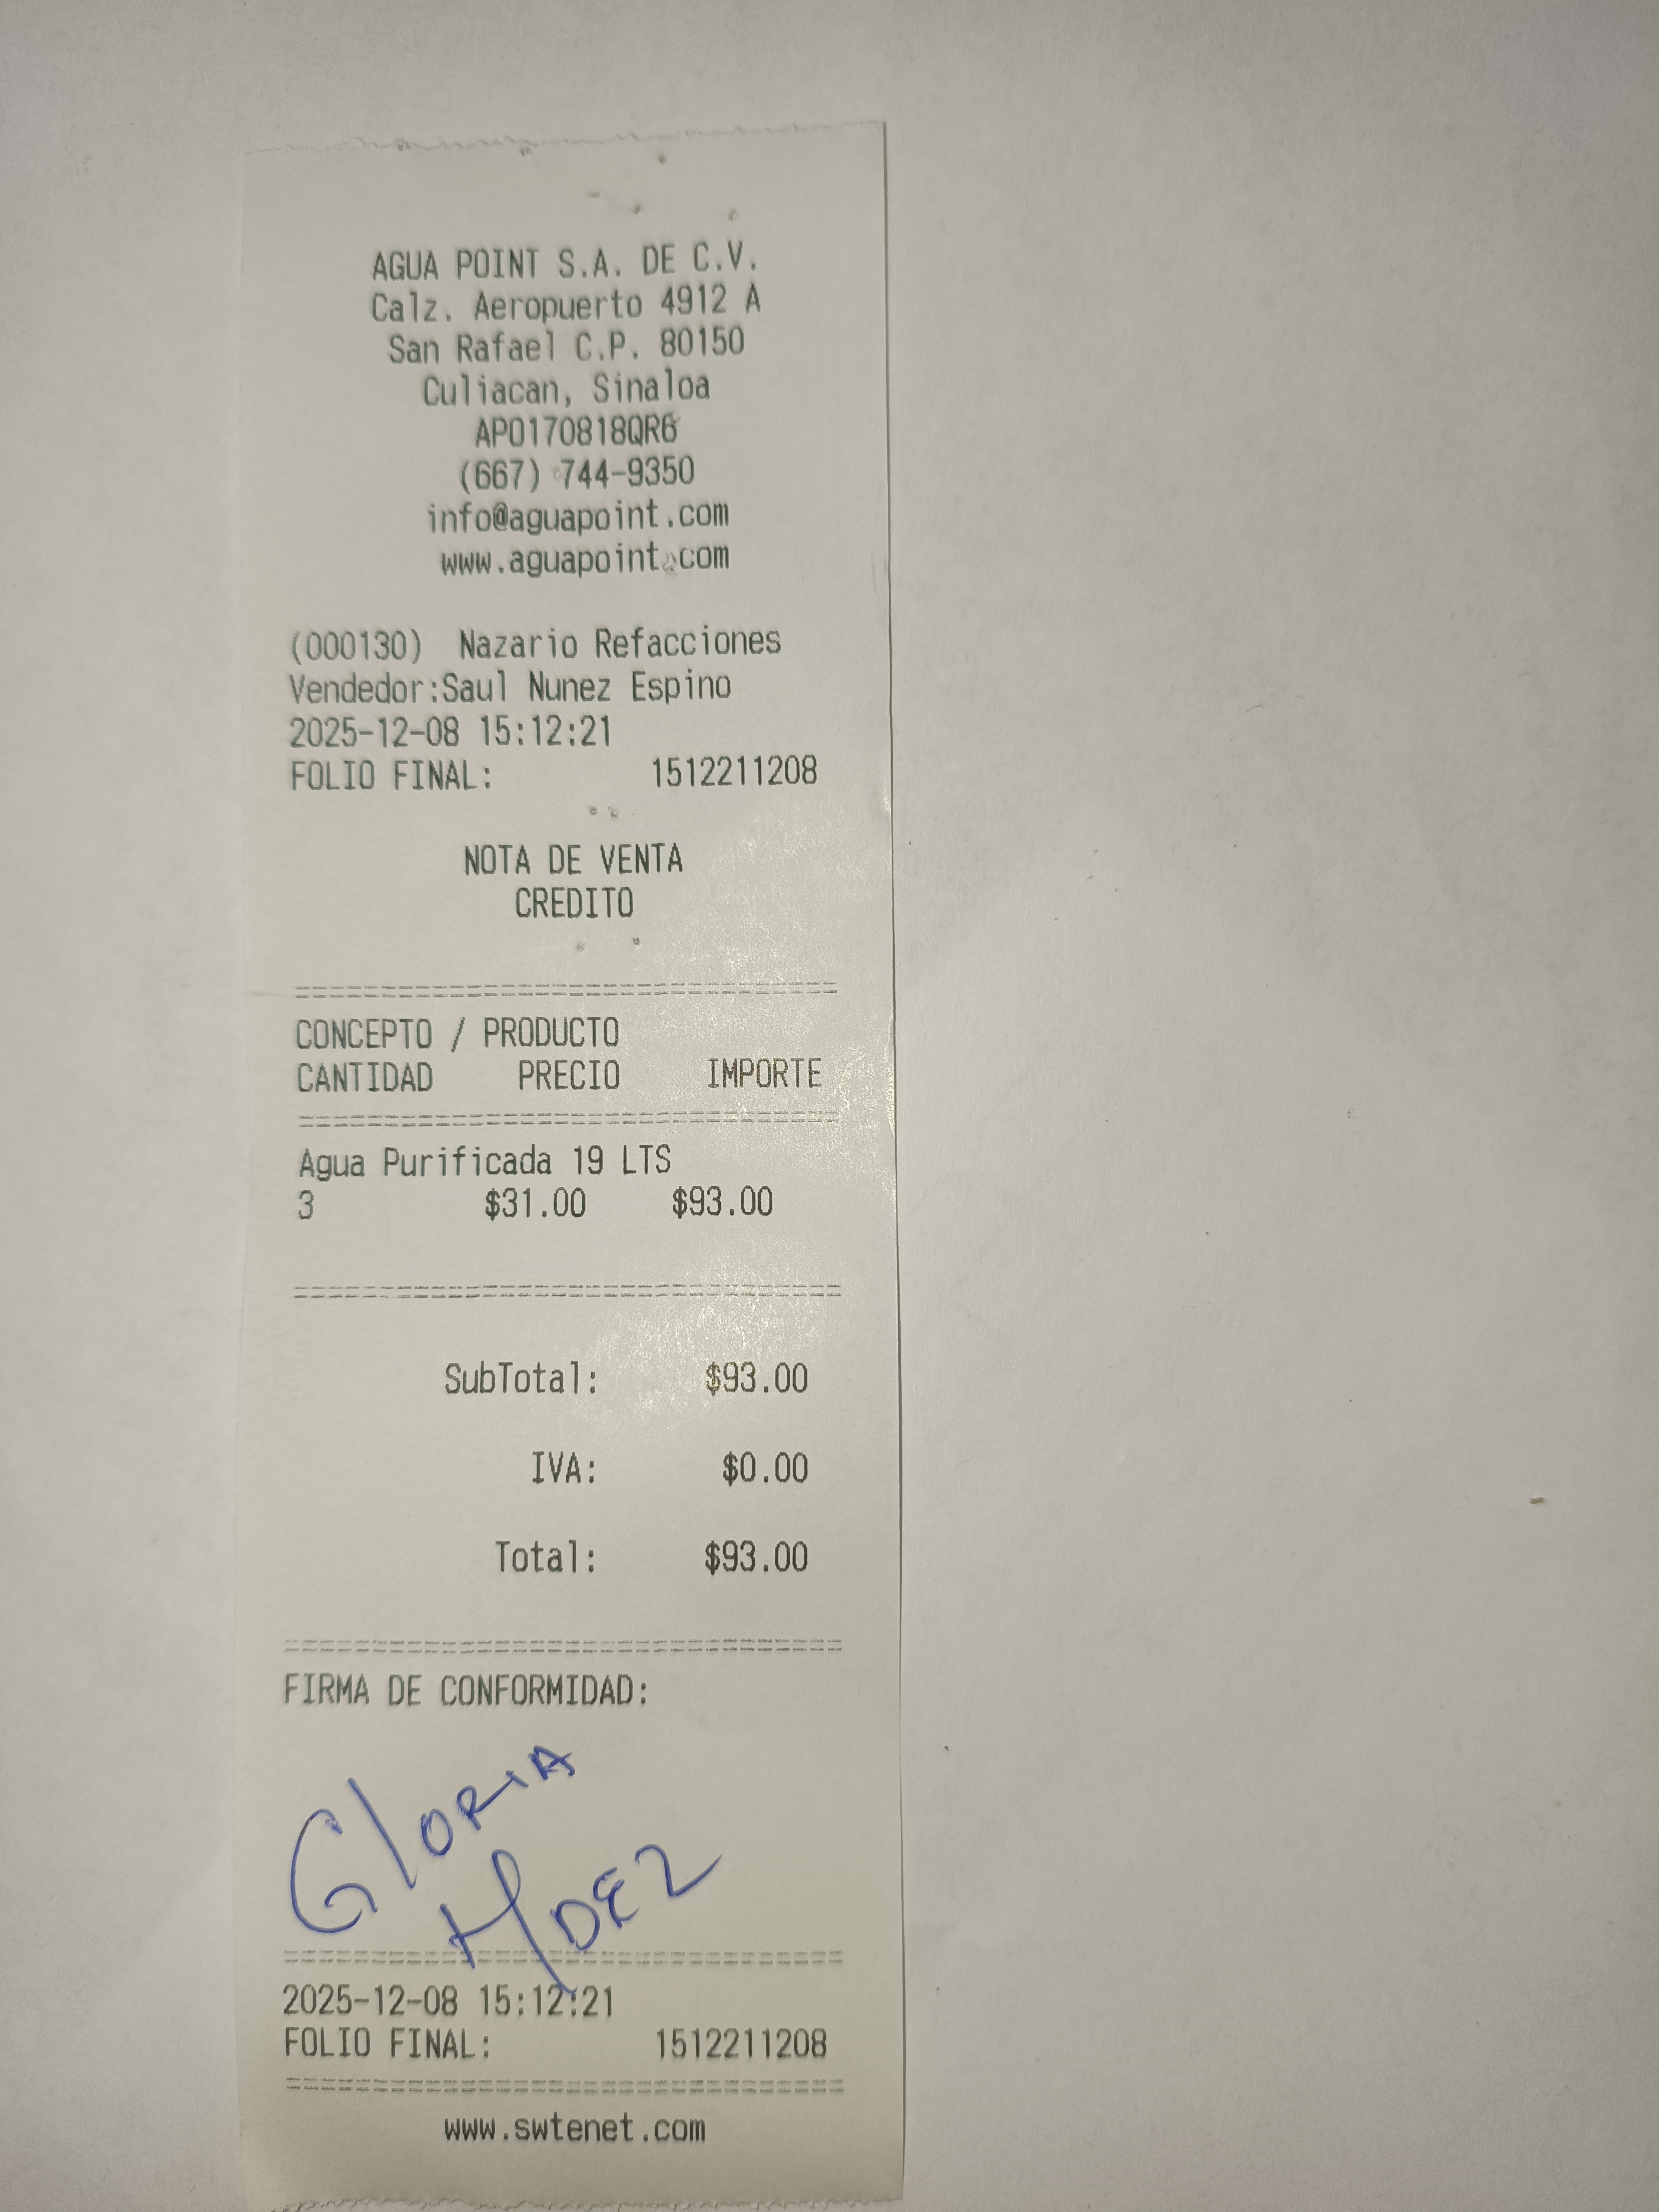 AGUA POINT S.A. DE C.V.
Calz. Aeropuerto 4912 A
San Rafael C.P. 80150
Culiacan, Sinaloa
APO170818QR6
(667) 744-9350
info@aguapoint.com
www.aguapoint.com
(000130) Nazario Refacciones
Vendedor:Saul Nunez Espino
2025-12-08 15:12:21
FOLIO FINAL: 1512211208
NOTA DE VENTA
CREDITO
CONCEPTO / PRODUCTO
CANTIDAD PRECIO IMPORTE
Agua Purificada 19 LTS
3 $31.00 $93.00
SubTotal: $93.00
IVA: $0.00
Total: $93.00
FIRMA DE CONFORMIDAD:
GlORIA
HDEZ
2025-12-08 15:12:21
FOLIO FINAL: 1512211208
www.swtenet.com